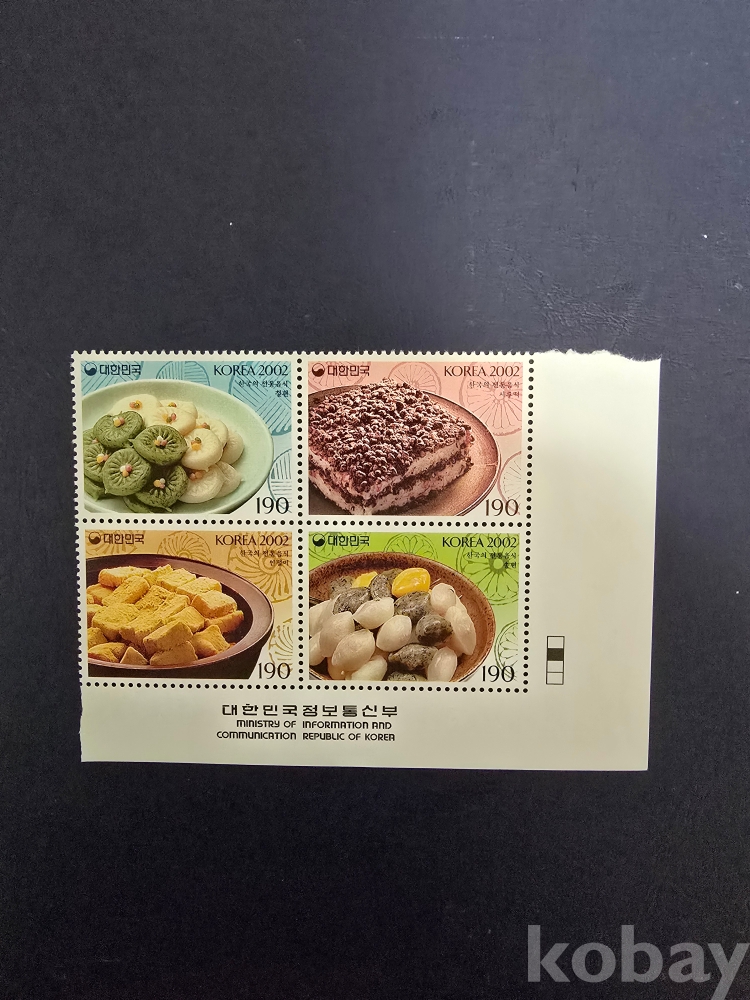 대한민국 KOREA 2002
한국의 전통음식
절편
190
대한민국 KOREA 2002
한국의 전통음식
시루떡
190
대한민국 KOREA 2002
한국의 전통음식
인절미
190
대한민국 KOREA 2002
한국의 전통음식
송편
190
대한민국정보통신부
MINISTRY OF INFORMATION AND
COMMUNICATION REPUBLIC OF KOREA
kobay